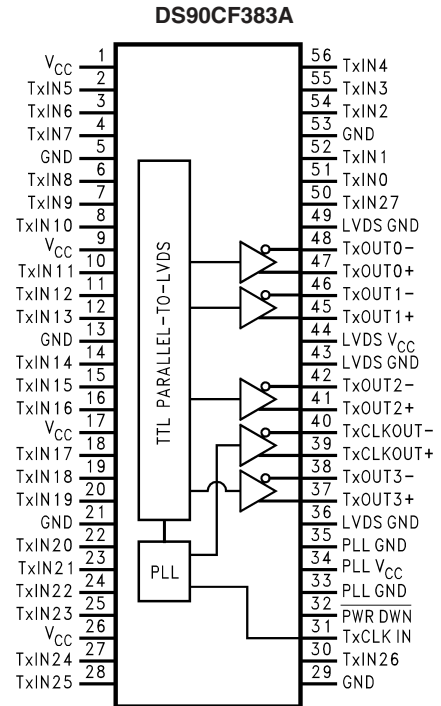 DS90CF383A
VCC 1
TxIN5 2
TxIN6 3
TxIN7 4
GND 5
TxIN8 6
TxIN9 7
TxIN10 8
VCC 9
TxIN11 10
TxIN12 11
TxIN13 12
GND 13
TxIN14 14
TxIN15 15
TxIN16 16
VCC 17
TxIN17 18
TxIN18 19
TxIN19 20
GND 21
TxIN20 22
TxIN21 23
TxIN22 24
TxIN23 25
VCC 26
TxIN24 27
TxIN25 28
TTL PARALLEL-TO-LVDS
PLL
56 TxIN4
55 TxIN3
54 TxIN2
53 GND
52 TxIN1
51 TxIN0
50 TxIN27
49 LVDS GND
48 TxOUT0-
47 TxOUT0+
46 TxOUT1-
45 TxOUT1+
44 LVDS VCC
43 LVDS GND
42 TxOUT2-
41 TxOUT2+
40 TxCLKOUT-
39 TxCLKOUT+
38 TxOUT3-
37 TxOUT3+
36 LVDS GND
35 PLL GND
34 PLL VCC
33 PLL GND
32 PWR DWN
31 TxCLK IN
30 TxIN26
29 GND